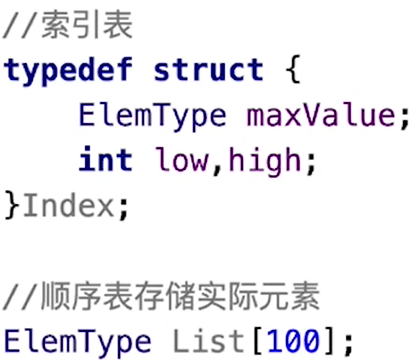 //索引表
typedef struct {
    ElemType maxValue;
    int low,high;
}Index;
//顺序表存储实际元素
ElemType List[100];